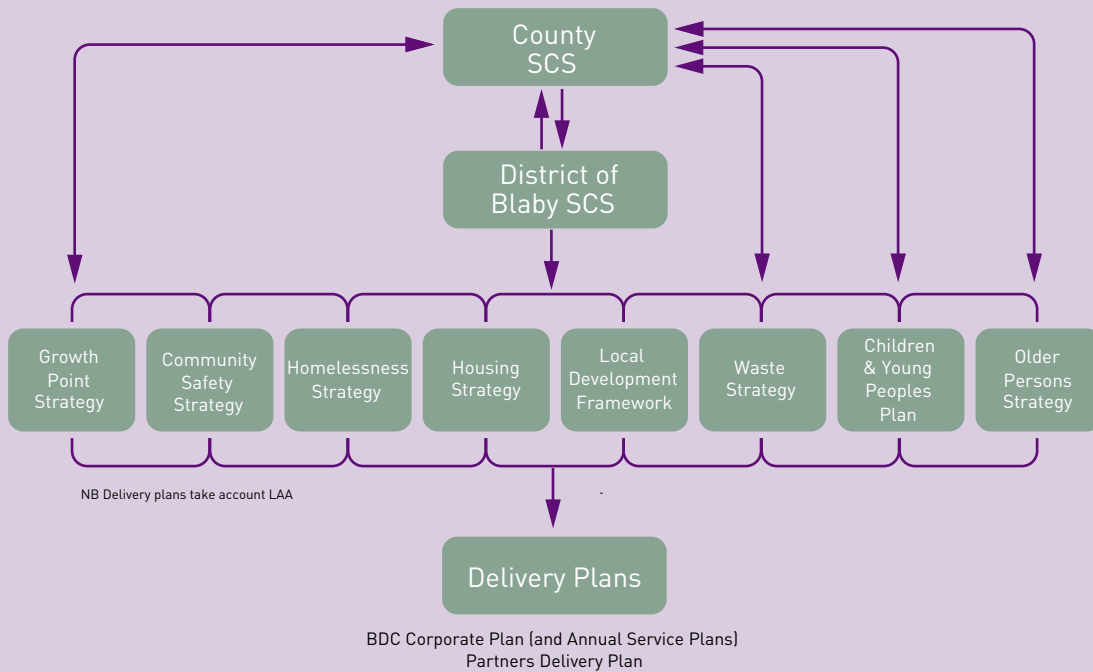 County
SCS
District of
Blaby SCS
Growth
Point
Strategy
Community
Safety
Strategy
Homelessness
Strategy
Housing
Strategy
Local
Development
Framework
Waste
Strategy
Children
& Young
Peoples
Plan
Older
Persons
Strategy
NB Delivery plans take account LAA
-
Delivery Plans
BDC Corporate Plan (and Annual Service Plans)
Partners Delivery Plan